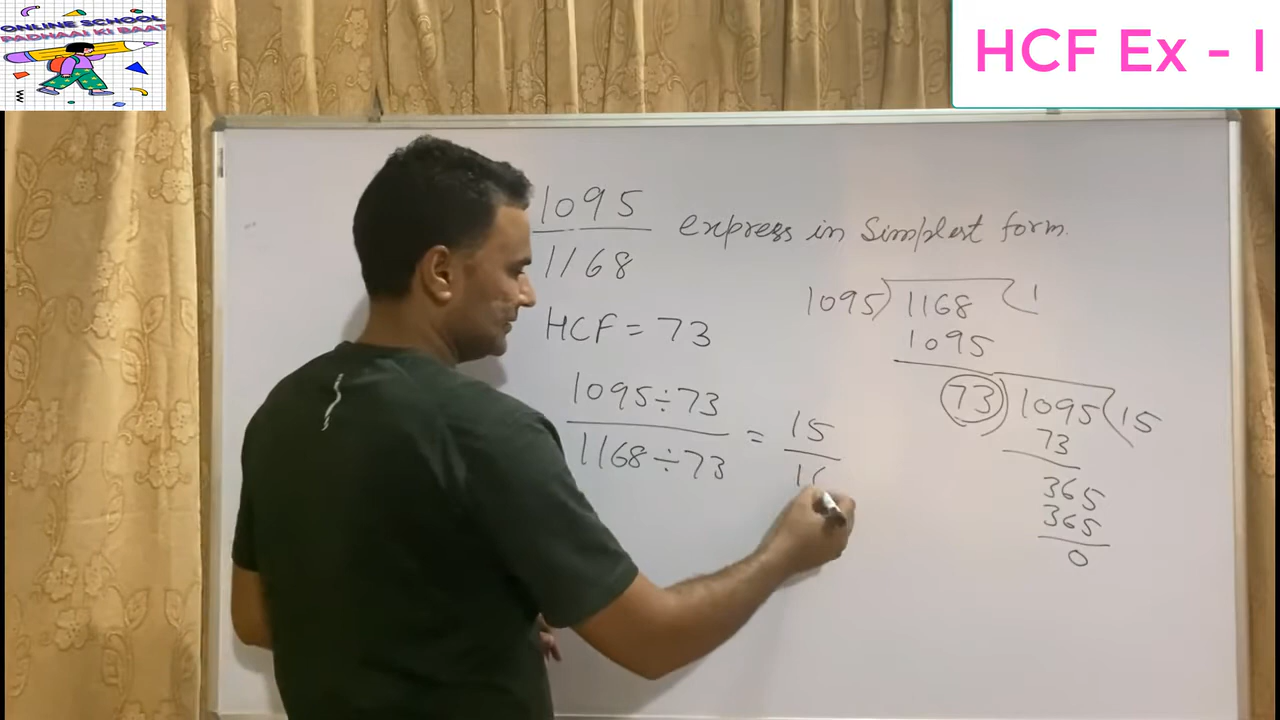 ONLINE SCHOOL
PADHAAI KI BAAT
HCF Ex - I
1095
1168
express in Simplest form.
HCF = 73
1095÷73
1168÷73
=
15
1095) 1168 ( 1
1095
73) 1095 ( 15
73
365
365
0